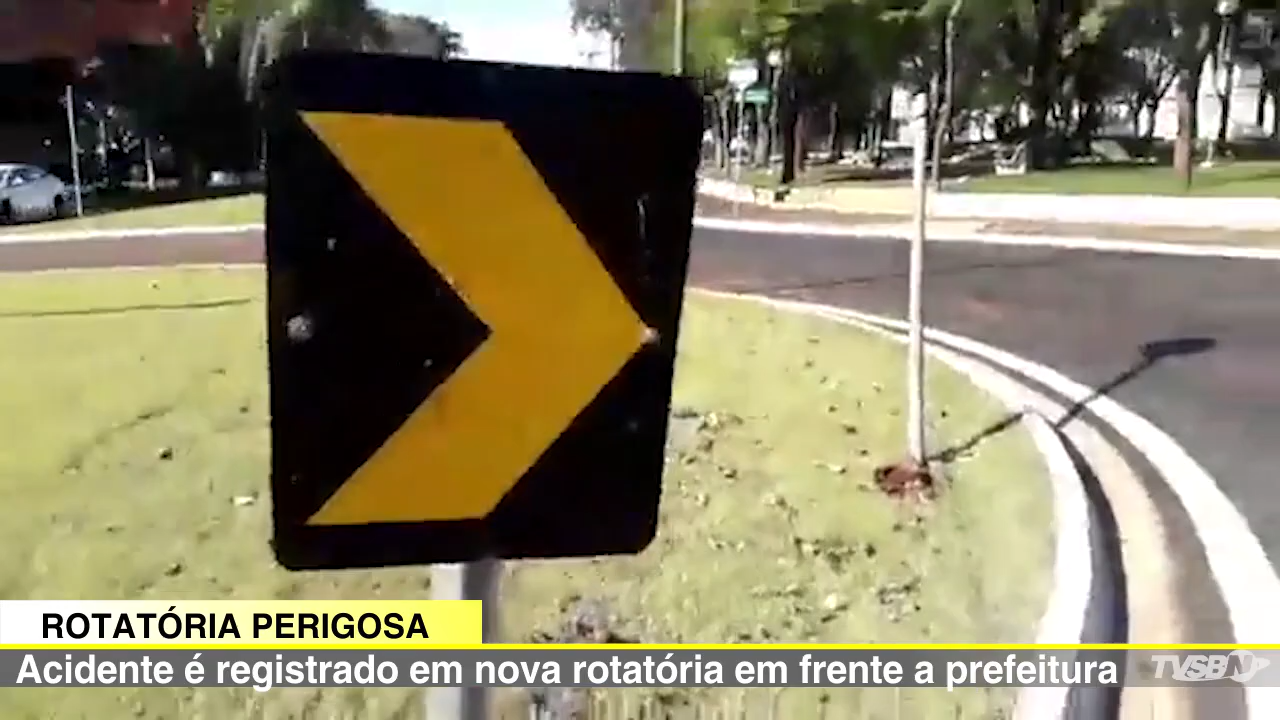 ROTATÓRIA PERIGOSA
Acidente é registrado em nova rotatória em frente a prefeitura
TVSBN